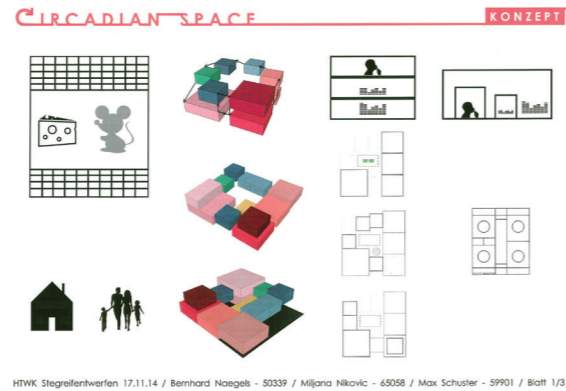 CIRCADIAN SPACE
KONZEPT
HTWK Stegreifentwerfen 17.11.14 / Bernhard Naegels - 50339 / Miljana Nikovic - 65058 / Max Schuster - 59901 / Blatt 1/3